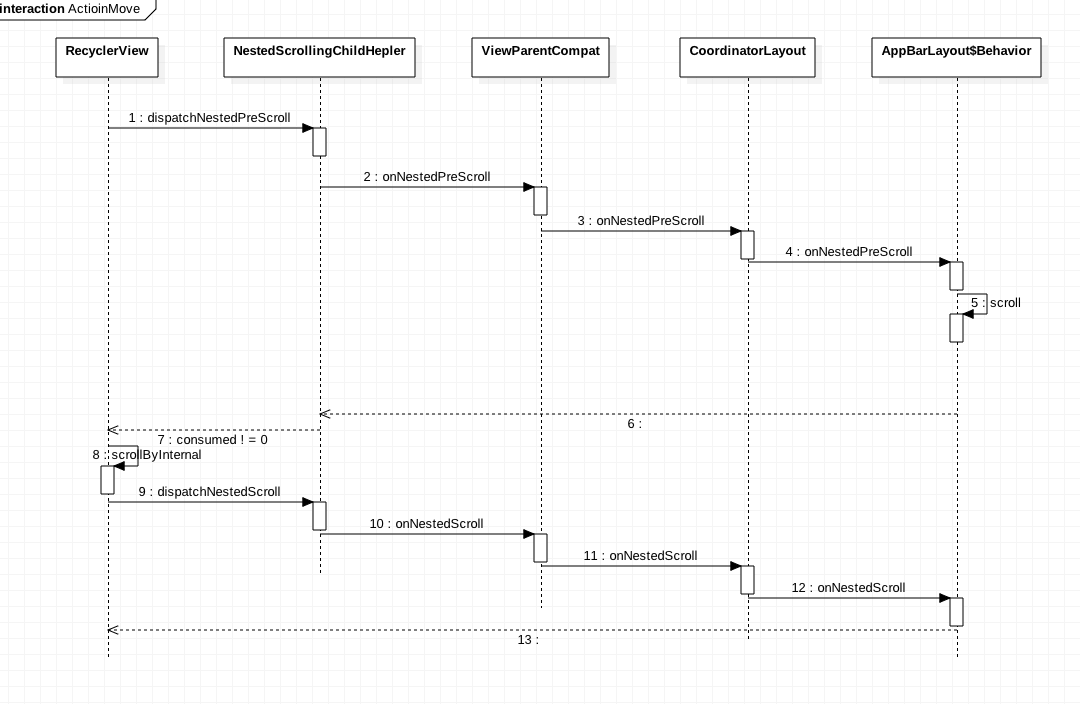 interaction ActioinMove
RecyclerView
NestedScrollingChildHepler
ViewParentCompat
CoordinatorLayout
AppBarLayout$Behavior
1 : dispatchNestedPreScroll
2 : onNestedPreScroll
3 : onNestedPreScroll
4 : onNestedPreScroll
5 : scroll
6 :
7 : consumed ! = 0
8 : scrollByInternal
9 : dispatchNestedScroll
10 : onNestedScroll
11 : onNestedScroll
12 : onNestedScroll
13 :